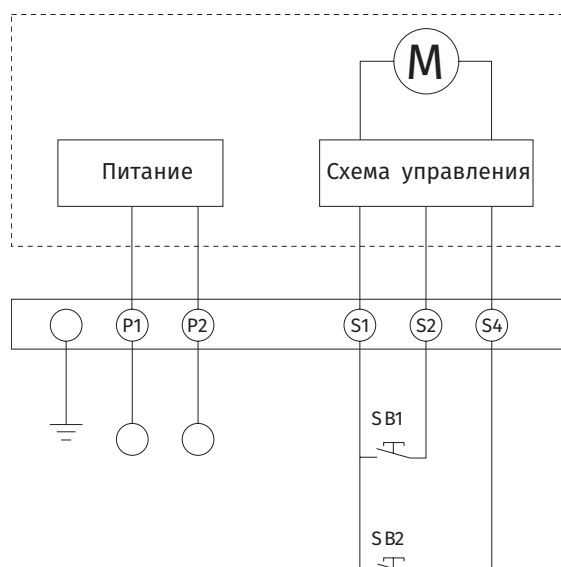 M
Питание
Схема управления
P1
P2
S1
S2
S4
SB1
SB2